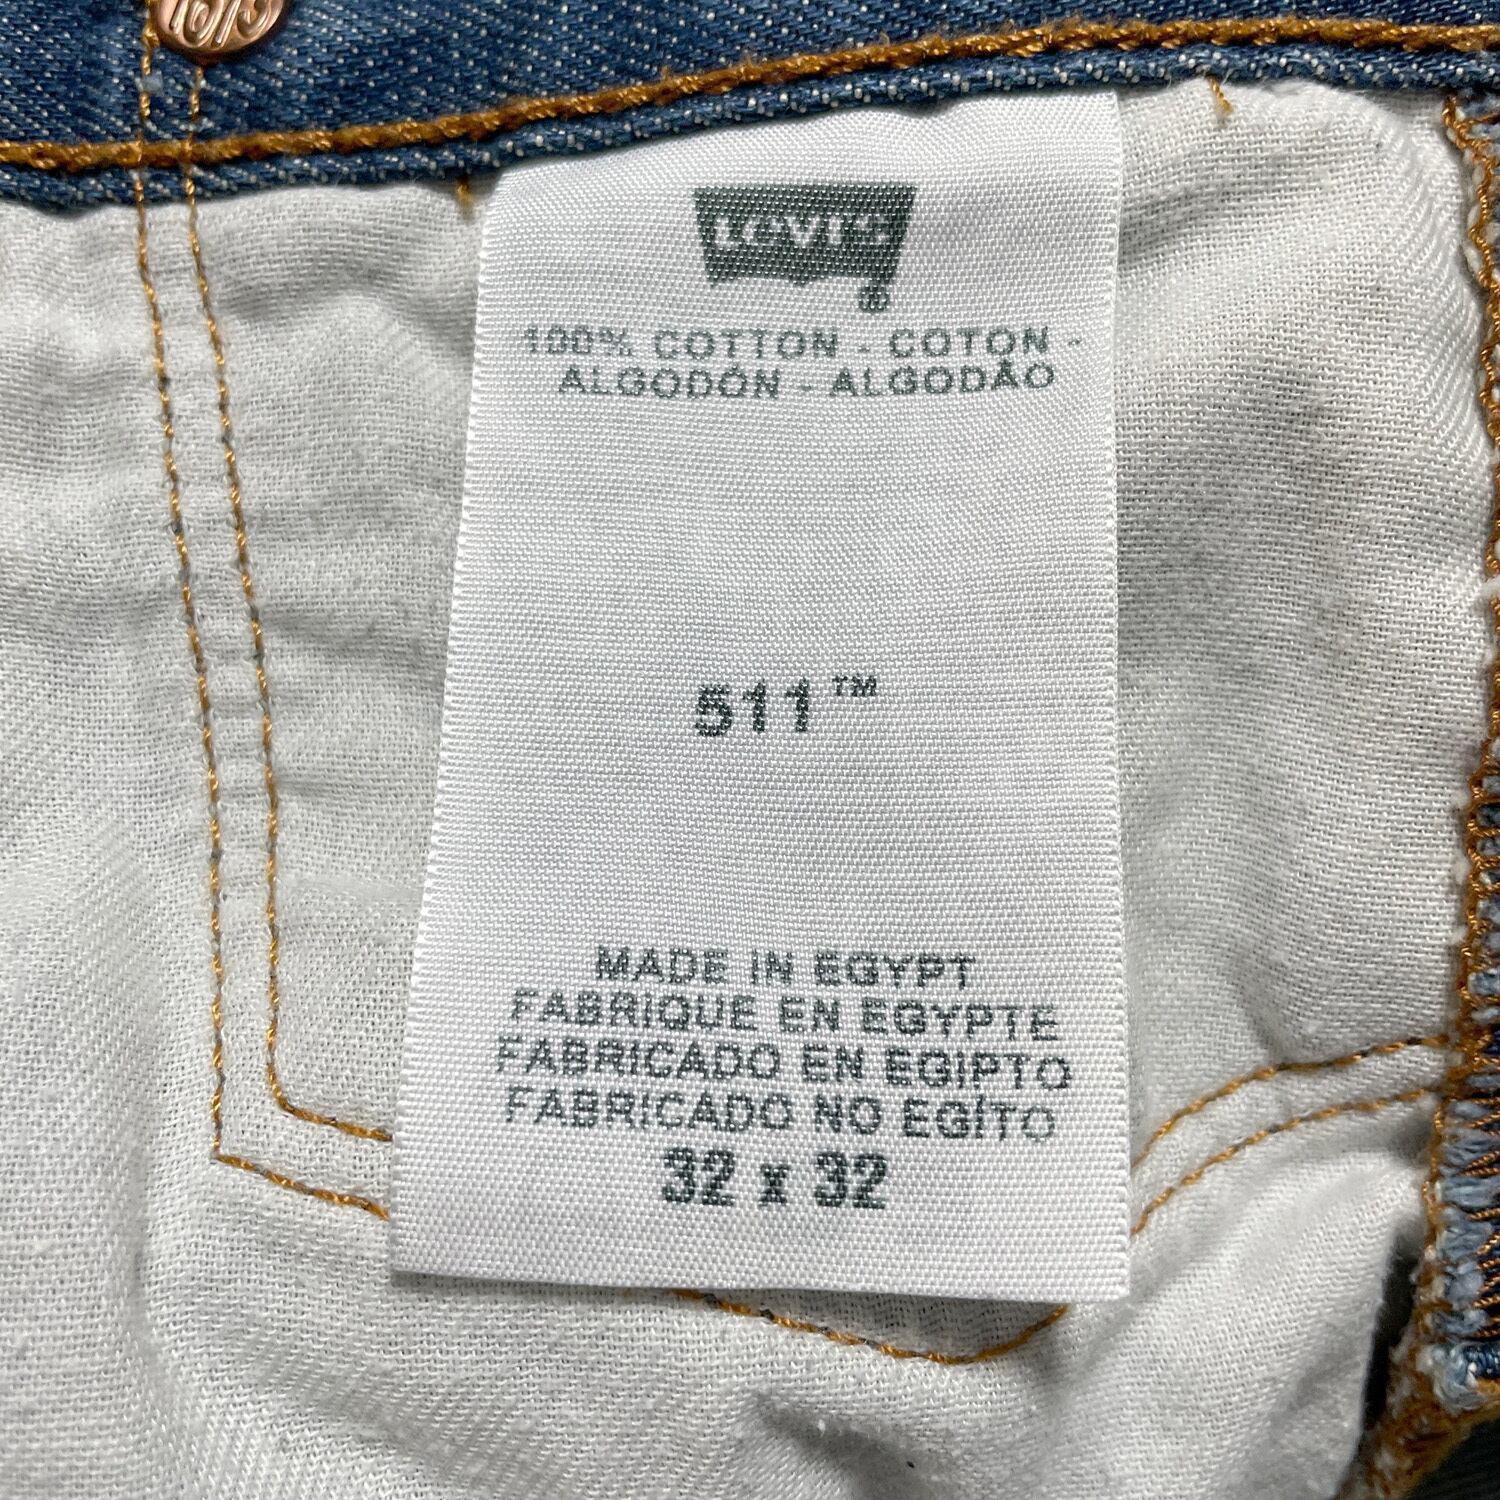 1873
LEVI'S
®
100% COTTON - COTON -
ALGODÓN - ALGODÃO
511™
MADE IN EGYPT
FABRIQUE EN EGYPTE
FABRICADO EN EGIPTO
FABRICADO NO EGÍTO
32 x 32